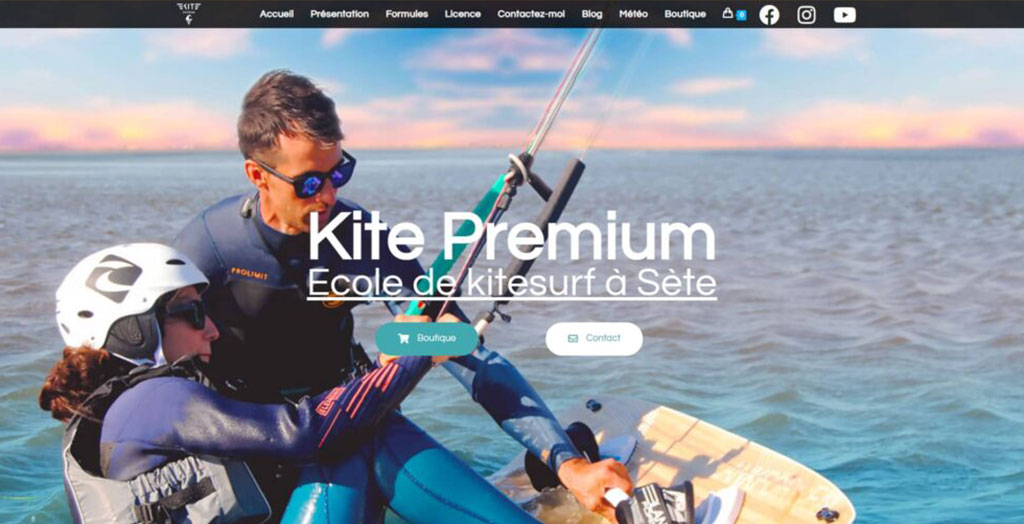 KITE
Accueil Présentation Formules Licence Contactez-moi Blog Météo Boutique 0
Kite Premium
Ecole de kitesurf à Sète
Boutique Contact
PROLIMIT